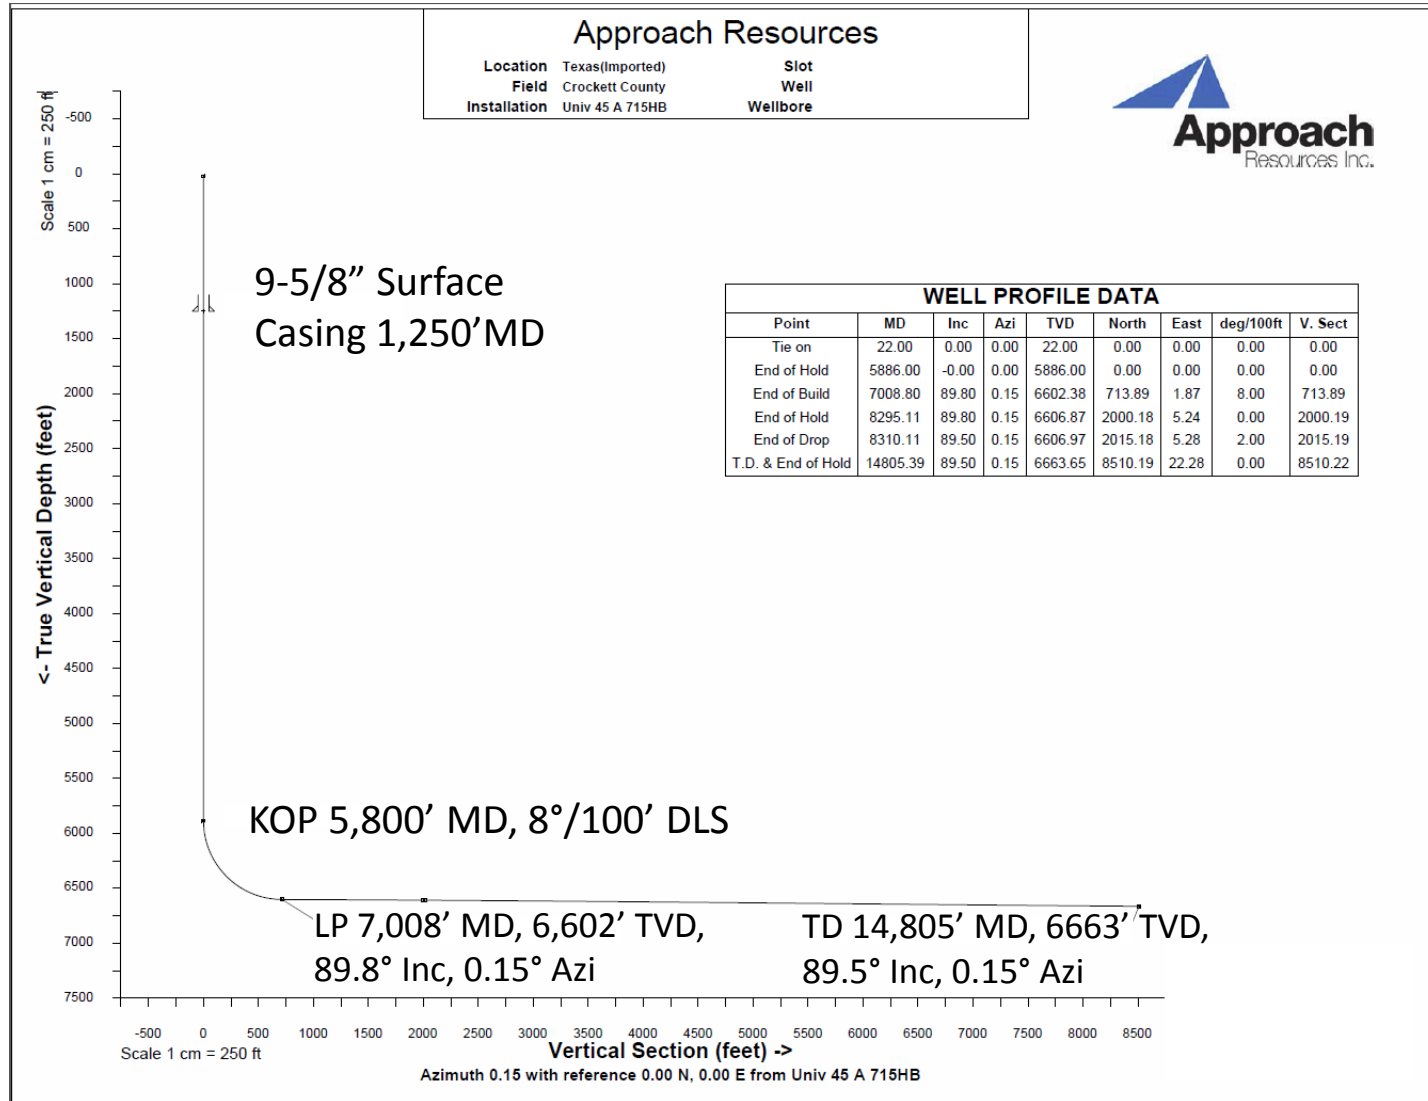 Approach Resources
Location Texas(Imported) Slot
Field Crockett County Well
Installation Univ 45 A 715HB Wellbore
Approach
Resources Inc.
Scale 1 cm = 250 ft
<- True Vertical Depth (feet)
-500
0
500
1000
1500
2000
2500
3000
3500
4000
4500
5000
5500
6000
6500
7000
7500
9-5/8” Surface
Casing 1,250’MD
WELL PROFILE DATA
Point MD Inc Azi TVD North East deg/100ft V. Sect
Tie on 22.00 0.00 0.00 22.00 0.00 0.00 0.00 0.00
End of Hold 5886.00 -0.00 0.00 5886.00 0.00 0.00 0.00 0.00
End of Build 7008.80 89.80 0.15 6602.38 713.89 1.87 8.00 713.89
End of Hold 8295.11 89.80 0.15 6606.87 2000.18 5.24 0.00 2000.19
End of Drop 8310.11 89.50 0.15 6606.97 2015.18 5.28 2.00 2015.19
T.D. & End of Hold 14805.39 89.50 0.15 6663.65 8510.19 22.28 0.00 8510.22
KOP 5,800’ MD, 8°/100’ DLS
LP 7,008’ MD, 6,602’ TVD,
89.8° Inc, 0.15° Azi
TD 14,805’ MD, 6663’ TVD,
89.5° Inc, 0.15° Azi
-500 0 500 1000 1500 2000 2500 3000 3500 4000 4500 5000 5500 6000 6500 7000 7500 8000 8500
Scale 1 cm = 250 ft
Vertical Section (feet) ->
Azimuth 0.15 with reference 0.00 N, 0.00 E from Univ 45 A 715HB